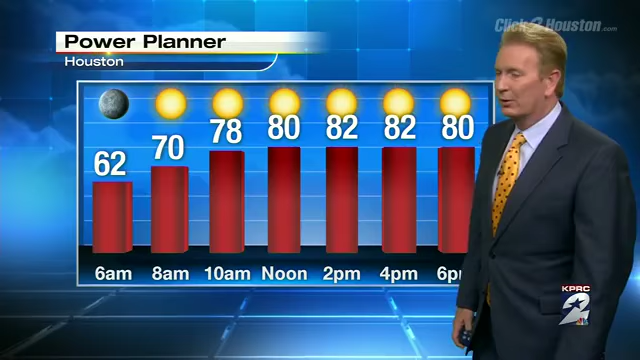 Click2Houston.com
Power Planner
Houston
62 70 78 80 82 82 80
6am 8am 10am Noon 2pm 4pm 6pm
KPRC
2